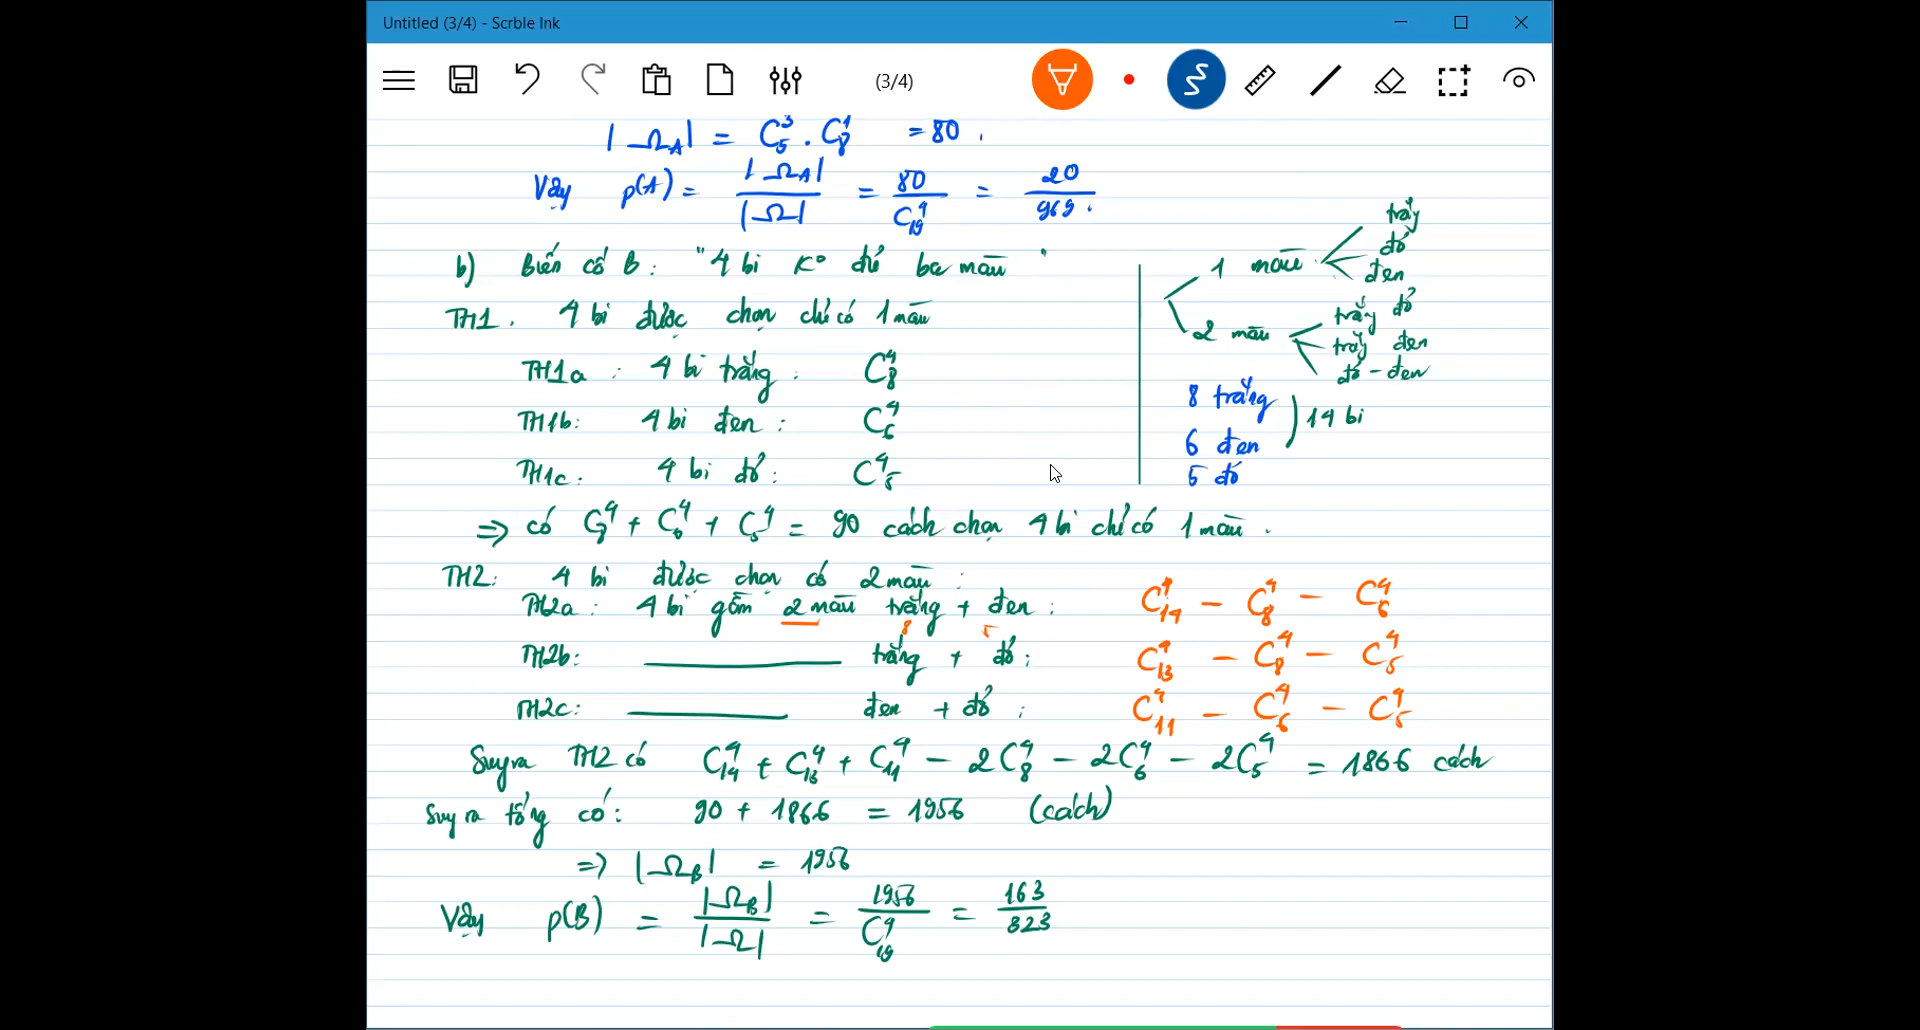 Untitled (3/4) - Scrble Ink
(3/4)
|Ω_A| = C_5^3 . C_8^1 = 80 .
Vậy p(A) = |Ω_A| / |Ω| = 80 / C_19^4 = 20 / 969 .
b) Biến cố B : "4 bi K° đủ ba màu"
TH1 . 4 bi được chọn chỉ có 1 màu
TH1a : 4 bi trắng : C_8^4
TH1b : 4 bi đen : C_6^4
TH1c : 4 bi đỏ : C_5^4
1 màu
trắng
đỏ
đen
2 màu
trắng đỏ
trắng đen
đỏ - đen
8 trắng
6 đen
14 bi
5 đỏ
=> có C_8^4 + C_6^4 + C_5^4 = 90 cách chọn 4 bi chỉ có 1 màu .
TH2 : 4 bi được chọn có 2 màu :
TH2a : 4 bi gồm 2 màu trắng + đen : C_14^4 - C_8^4 - C_6^4
8 5
TH2b : trắng + đỏ : C_13^4 - C_8^4 - C_5^4
TH2c : đen + đỏ : C_11^4 - C_6^4 - C_5^4
Suy ra TH2 có C_14^4 + C_13^4 + C_11^4 - 2C_8^4 - 2C_6^4 - 2C_5^4 = 1866 cách
Suy ra tổng có : 90 + 1866 = 1956 (cách)
=> |Ω_B| = 1956
Vậy p(B) = |Ω_B| / |Ω| = 1956 / C_19^4 = 163 / 323